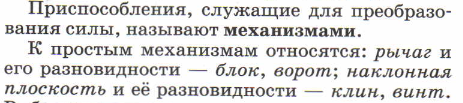 Приспособления, служащие для преобразо-
вания силы, называют механизмами.
К простым механизмам относятся: рычаг и
его разновидности — блок, ворот; наклонная
плоскость и её разновидности — клин, винт.